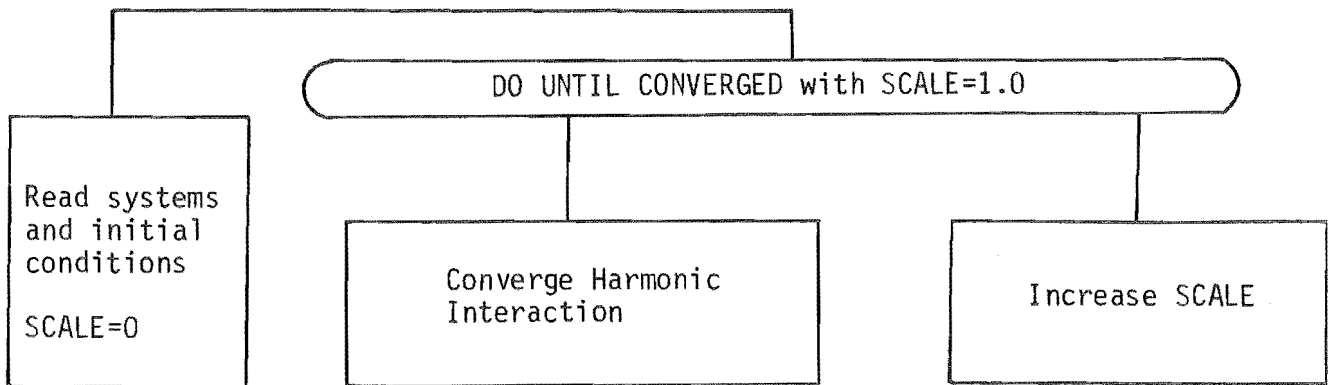 DO UNTIL CONVERGED with SCALE=1.0
Read systems
and initial
conditions
SCALE=0
Converge Harmonic
Interaction
Increase SCALE